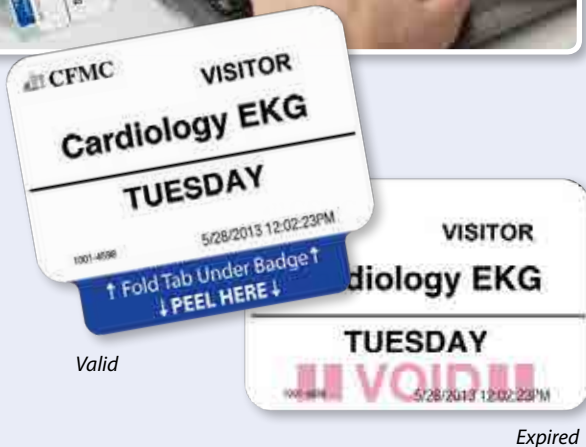 CFMC VISITOR
Cardiology EKG
TUESDAY
5/28/2013 12:02:23PM
↑ Fold Tab Under Badge ↑
↓ PEEL HERE ↓
Valid
VISITOR
diology EKG
TUESDAY
VOID
5/28/2013 12:02:23PM
Expired